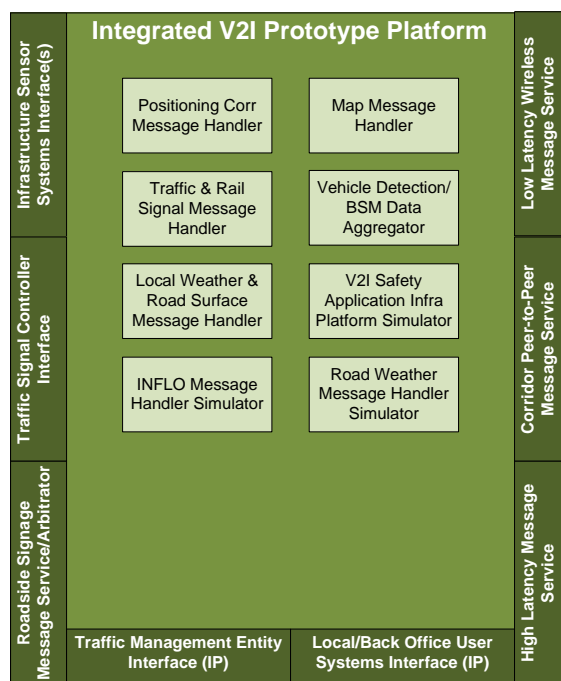 Integrated V2I Prototype Platform
Infrastructure Sensor
Systems Interface(s)
Traffic Signal Controller
Interface
Roadside Signage
Message Service/Arbitrator
Positioning Corr
Message Handler
Map Message
Handler
Traffic & Rail
Signal Message
Handler
Vehicle Detection/
BSM Data
Aggregator
Local Weather &
Road Surface
Message Handler
V2I Safety
Application Infra
Platform Simulator
INFLO Message
Handler Simulator
Road Weather
Message Handler
Simulator
Low Latency Wireless
Message Service
Corridor Peer-to-Peer
Message Service
High Latency Message
Service
Traffic Management Entity
Interface (IP)
Local/Back Office User
Systems Interface (IP)